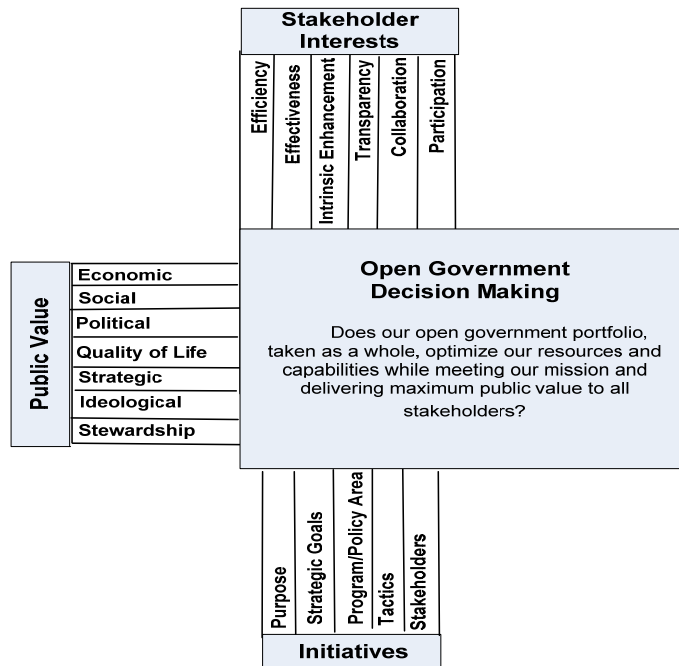 Stakeholder
Interests
Efficiency
Effectiveness
Intrinsic Enhancement
Transparency
Collaboration
Participation
Public Value
Economic
Social
Political
Quality of Life
Strategic
Ideological
Stewardship
Open Government
Decision Making
Does our open government portfolio,
taken as a whole, optimize our resources and
capabilities while meeting our mission and
delivering maximum public value to all
stakeholders?
Purpose
Strategic Goals
Program/Policy Area
Tactics
Stakeholders
Initiatives